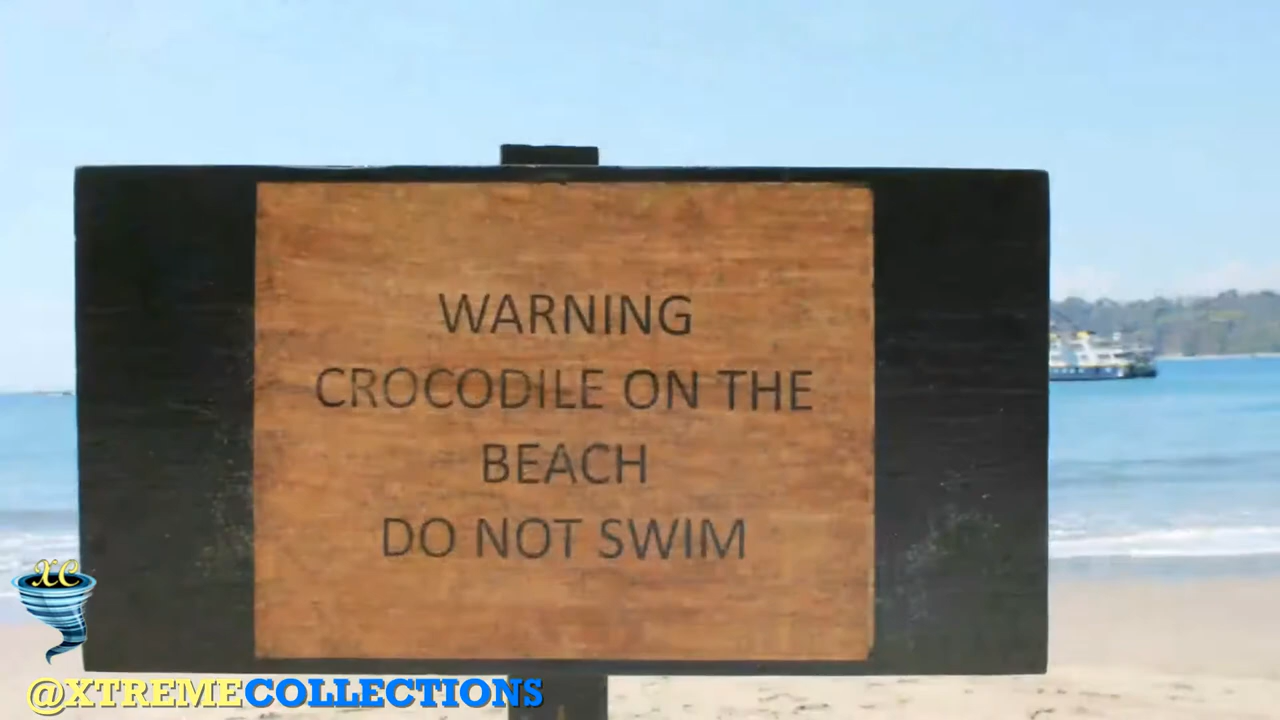 WARNING
CROCODILE ON THE
BEACH
DO NOT SWIM
XC
@XTREMECOLLECTIONS